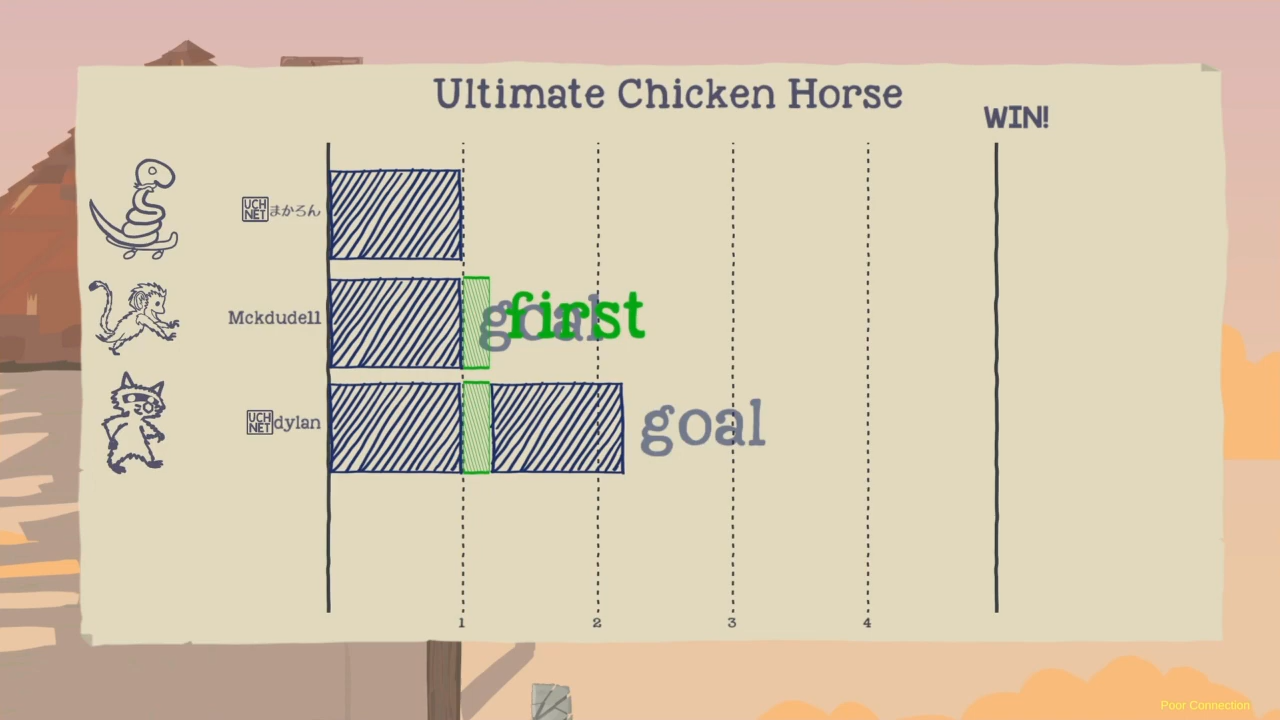 Ultimate Chicken Horse
WIN!
UCH NET まかろん
Mckdudell
goal
first
UCH NET dylan
goal
1 2 3 4
Poor Connection